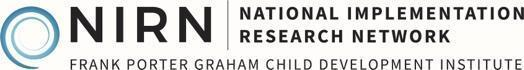 NIRN
NATIONAL IMPLEMENTATION
RESEARCH NETWORK
FRANK PORTER GRAHAM CHILD DEVELOPMENT INSTITUTE